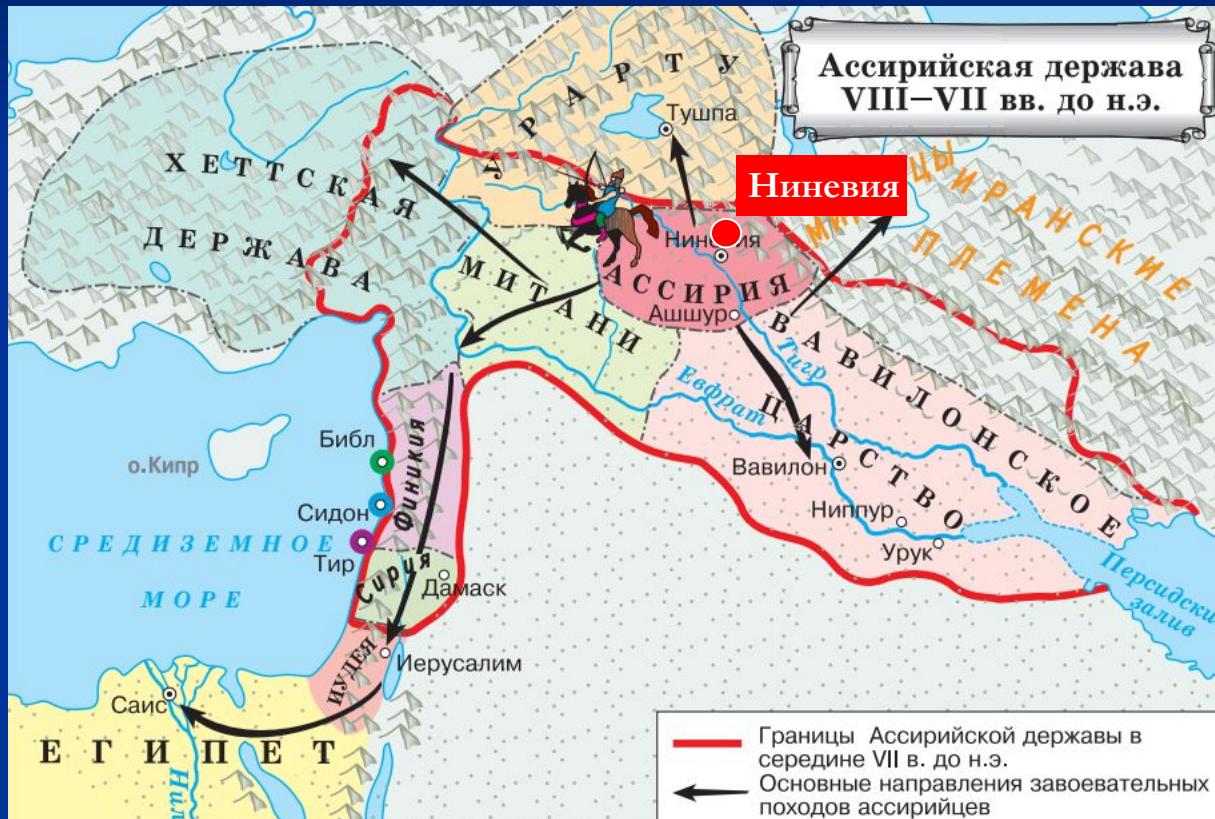 Ассирийская держава
VIII–VII вв. до н.э.
УРАРТУ
Тушпа
ХЕТТСКАЯ
ДЕРЖАВА
Ниневия
Ниневия
ИРАНСКИЕ
ПЛЕМЕНА
МИТАНИ
АССИРИЯ
Ашшур
ВАВИЛОНСКОЕ
ЦАРСТВО
Тигр
Евфрат
Библ
о.Кипр
Финикия
Вавилон
Сидон
Ниппур
СРЕДИЗЕМНОЕ
МОРЕ
Урук
Тир
Сирия
Дамаск
Персидский
залив
ИУДЕЯ
Иерусалим
Саис
ЕГИПЕТ
Нил
Границы Ассирийской державы в
середине VII в. до н.э.
Основные направления завоевательных
походов ассирийцев